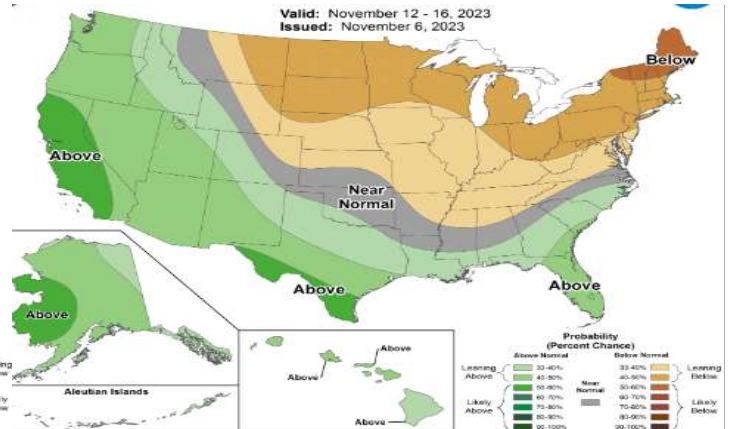 Valid: November 12 - 16, 2023
Issued: November 6, 2023
Below
Above
Near
Normal
Above
Above
Above
Above
Above
Above
Aleutian Islands
Probability
(Percent Chance)
Above Normal
Below Normal
Leaning
Above
33-40%
40-50%
50-60%
60-70%
70-80%
80-90%
90-100%
Likely
Above
Near
Normal
33-40%
40-50%
50-60%
60-70%
70-80%
80-90%
90-100%
Leaning
Below
Likely
Below